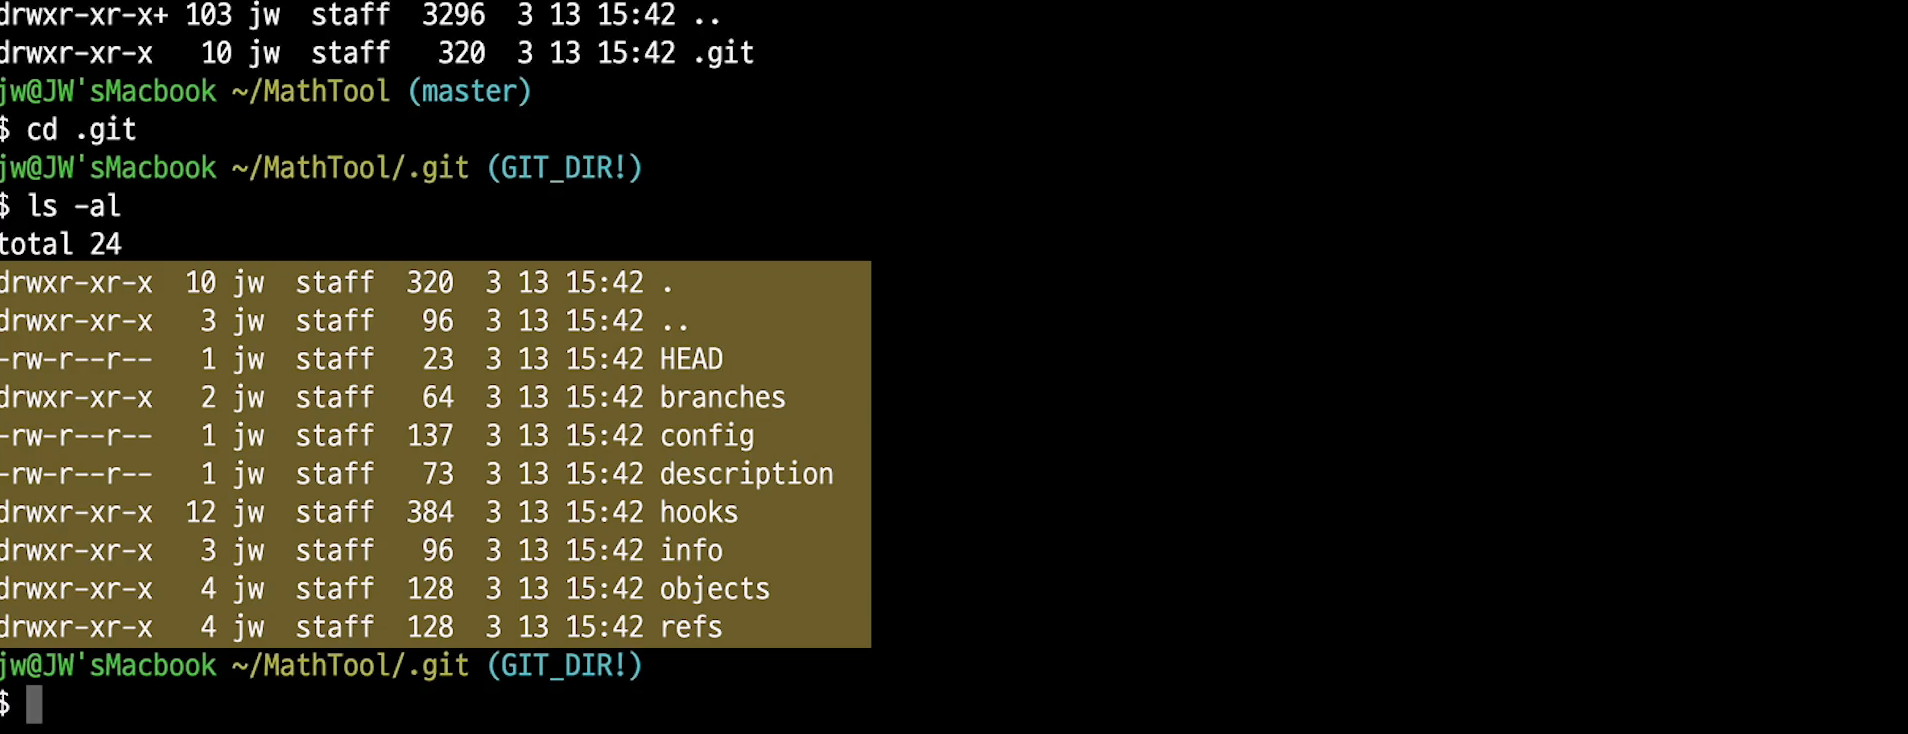 drwxr-xr-x+ 103 jw  staff  3296  3 13 15:42 ..
drwxr-xr-x   10 jw  staff   320  3 13 15:42 .git
jw@JW'sMacbook ~/MathTool (master)
$ cd .git
jw@JW'sMacbook ~/MathTool/.git (GIT_DIR!)
$ ls -al
total 24
drwxr-xr-x  10 jw  staff  320  3 13 15:42 .
drwxr-xr-x   3 jw  staff   96  3 13 15:42 ..
-rw-r--r--   1 jw  staff   23  3 13 15:42 HEAD
drwxr-xr-x   2 jw  staff   64  3 13 15:42 branches
-rw-r--r--   1 jw  staff  137  3 13 15:42 config
-rw-r--r--   1 jw  staff   73  3 13 15:42 description
drwxr-xr-x  12 jw  staff  384  3 13 15:42 hooks
drwxr-xr-x   3 jw  staff   96  3 13 15:42 info
drwxr-xr-x   4 jw  staff  128  3 13 15:42 objects
drwxr-xr-x   4 jw  staff  128  3 13 15:42 refs
jw@JW'sMacbook ~/MathTool/.git (GIT_DIR!)
$